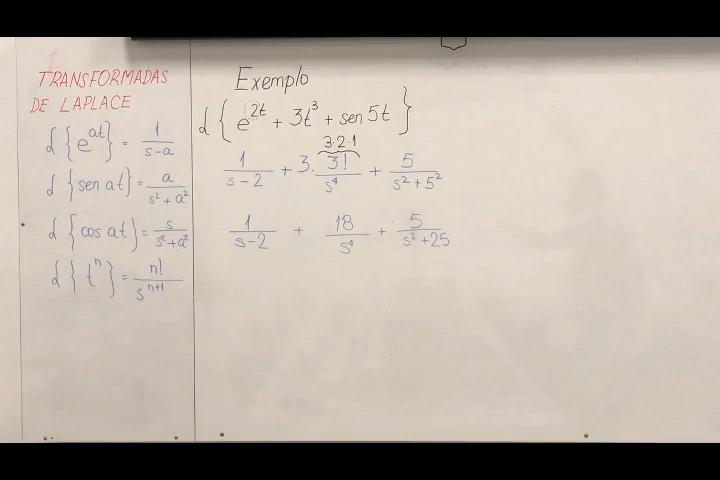 TRANSFORMADAS
DE LAPLACE
ℒ{e^{at}} = 1/(s-a)
ℒ{sen at} = a/(s²+a²)
ℒ{cos at} = s/(s²+a²)
ℒ{t^n} = n!/s^{n+1}
Exemplo
ℒ{e^{2t} + 3t³ + sen 5t}
3·2·1
1/(s-2) + 3·3!/s⁴ + 5/(s²+5²)
1/(s-2) + 18/s⁴ + 5/(s²+25)